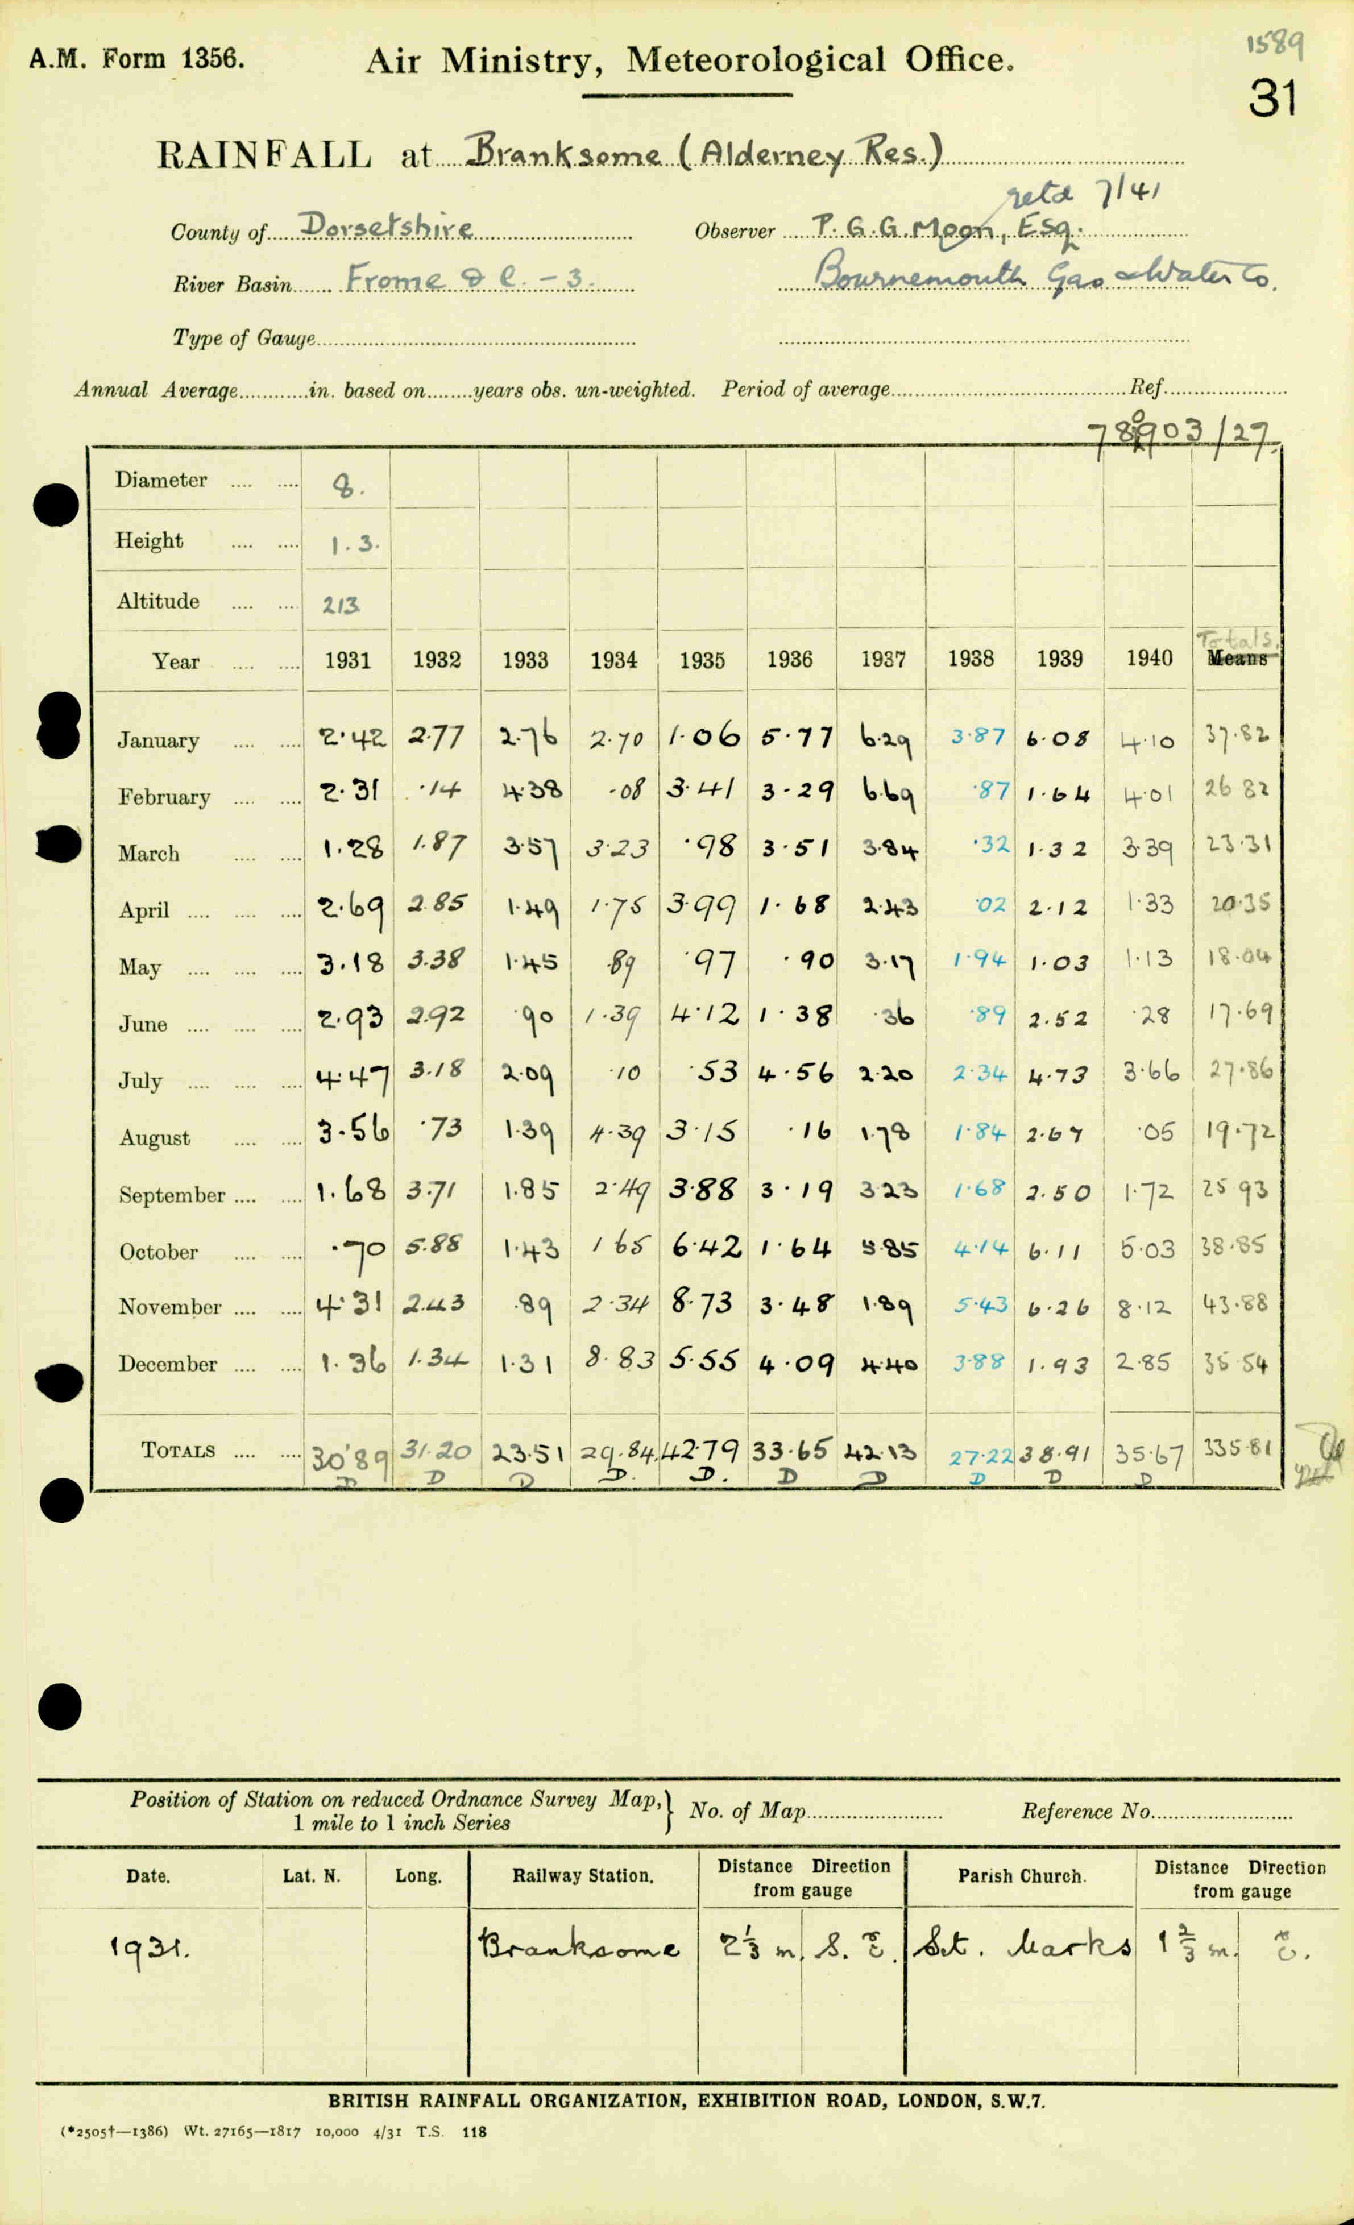 1589
A.M. Form 1356. Air Ministry, Meteorological Office.
31
RAINFALL at Branksome (Alderney Res.)
retd 7/41
County of Dorsetshire Observer P. G. G. Moon, Esq.
River Basin Frome &c. - 3. Bournemouth Gas & Water Co.
Type of Gauge
Annual Average in. based on years obs. un-weighted. Period of average Ref.
903/27.
Diameter 8.
Height 1.3.
Altitude 213
Totals.
Year 1931 1932 1933 1934 1935 1936 1937 1938 1939 1940 Means
January 2.42 2.77 2.76 2.70 1.06 5.77 6.29 3.87 6.08 4.10 37.82
February 2.31 .14 4.38 .08 3.41 3.29 6.69 .87 1.64 4.01 26 82
March 1.28 1.87 3.57 3.23 .98 3.51 3.84 .32 1.32 3.39 23.31
April 2.69 2.85 1.49 1.75 3.99 1.68 2.43 .02 2.12 1.33 20.35
May 3.18 3.38 1.45 .89 .97 .90 3.17 1.94 1.03 1.13 18.04
June 2.93 2.92 .90 1.39 4.12 1.38 .36 .89 2.52 .28 17.69
July 4.47 3.18 2.09 .10 .53 4.56 2.20 2.34 4.73 3.66 27.86
August 3.56 .73 1.39 4.39 3.15 .16 1.78 1.84 2.67 .05 19.72
September 1.68 3.71 1.85 2.49 3.88 3.19 3.23 1.68 2.50 1.72 25 93
October .70 5.88 1.43 1 65 6.42 1.64 5.85 4.14 6.11 5.03 38.85
November 4.31 2.43 .89 2.34 8.73 3.48 1.89 5.43 6.26 8.12 43.88
December 1.36 1.34 1.31 8.83 5.55 4.09 4.40 3.88 1.93 2.85 35 54
TOTALS 30.89 31.20 23.51 29.84 42.79 33.65 42.13 27.22 38.91 35.67 335.81
D D D D. D. D D D D D
Position of Station on reduced Ordnance Survey Map,} No. of Map Reference No.
1 mile to 1 inch Series
Date. Lat. N. Long. Railway Station. Distance Direction from gauge Parish Church. Distance Direction from gauge
1931. Branksome 2⅓ m. S. E. St. Marks 1⅔ m. E.
BRITISH RAINFALL ORGANIZATION, EXHIBITION ROAD, LONDON, S.W.7.
(*2505†—1386) Wt. 27165—1817 10,000 4/31 T.S. 118